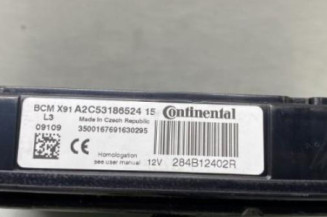 BCM X91 A2C53186524 15 Continental
L3 Made in Czech Republic
09109 3500167691630295
CE homologation
see user manual 12V 284B12402R